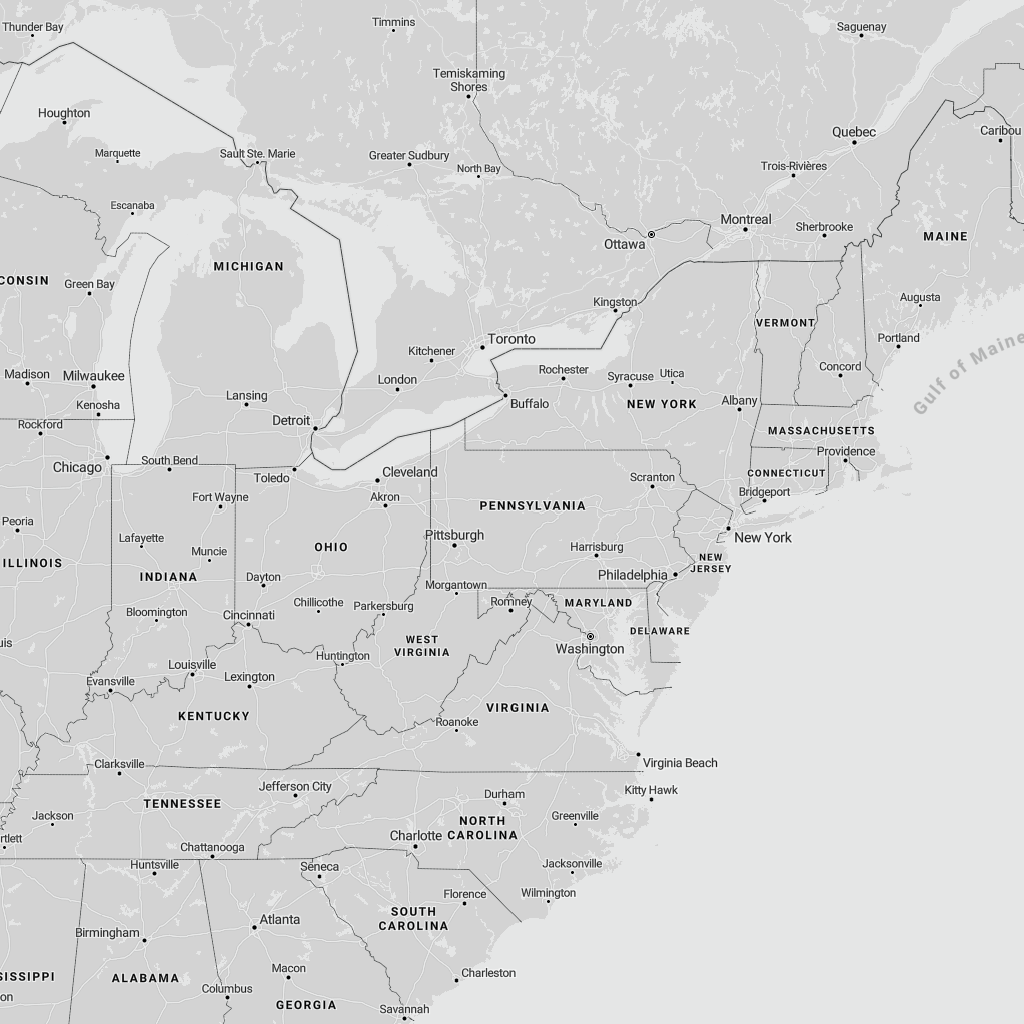 Thunder Bay
Timmins
Saguenay
Temiskaming
Shores
Houghton
Quebec
Caribou
Marquette
Sault Ste. Marie
Greater Sudbury
North Bay
Trois-Rivières
Escanaba
Montreal
Sherbrooke
Ottawa
MAINE
MICHIGAN
CONSIN
Green Bay
Kingston
Augusta
VERMONT
Gulf of Maine
Toronto
Portland
Kitchener
Rochester
Syracuse
Utica
Concord
Madison
Milwaukee
London
Lansing
Kenosha
Buffalo
NEW YORK
Albany
Rockford
Detroit
MASSACHUSETTS
Providence
Chicago
South Bend
Toledo
Cleveland
Scranton
CONNECTICUT
Bridgeport
Fort Wayne
Akron
PENNSYLVANIA
Peoria
Lafayette
Muncie
OHIO
Pittsburgh
Harrisburg
New York
ILLINOIS
INDIANA
Dayton
Morgantown
Philadelphia
NEW
JERSEY
Bloomington
Cincinnati
Chillicothe
Parkersburg
Romney
MARYLAND
DELAWARE
uis
WEST
VIRGINIA
Washington
Huntington
Louisville
Lexington
Evansville
KENTUCKY
VIRGINIA
Roanoke
Clarksville
Virginia Beach
Jefferson City
Durham
Kitty Hawk
TENNESSEE
Jackson
NORTH
CAROLINA
Greenville
Charlotte
rtlett
Chattanooga
Huntsville
Seneca
Jacksonville
Florence
Wilmington
SOUTH
CAROLINA
Atlanta
Birmingham
SISSIPPI
ALABAMA
Macon
Charleston
on
Columbus
GEORGIA
Savannah